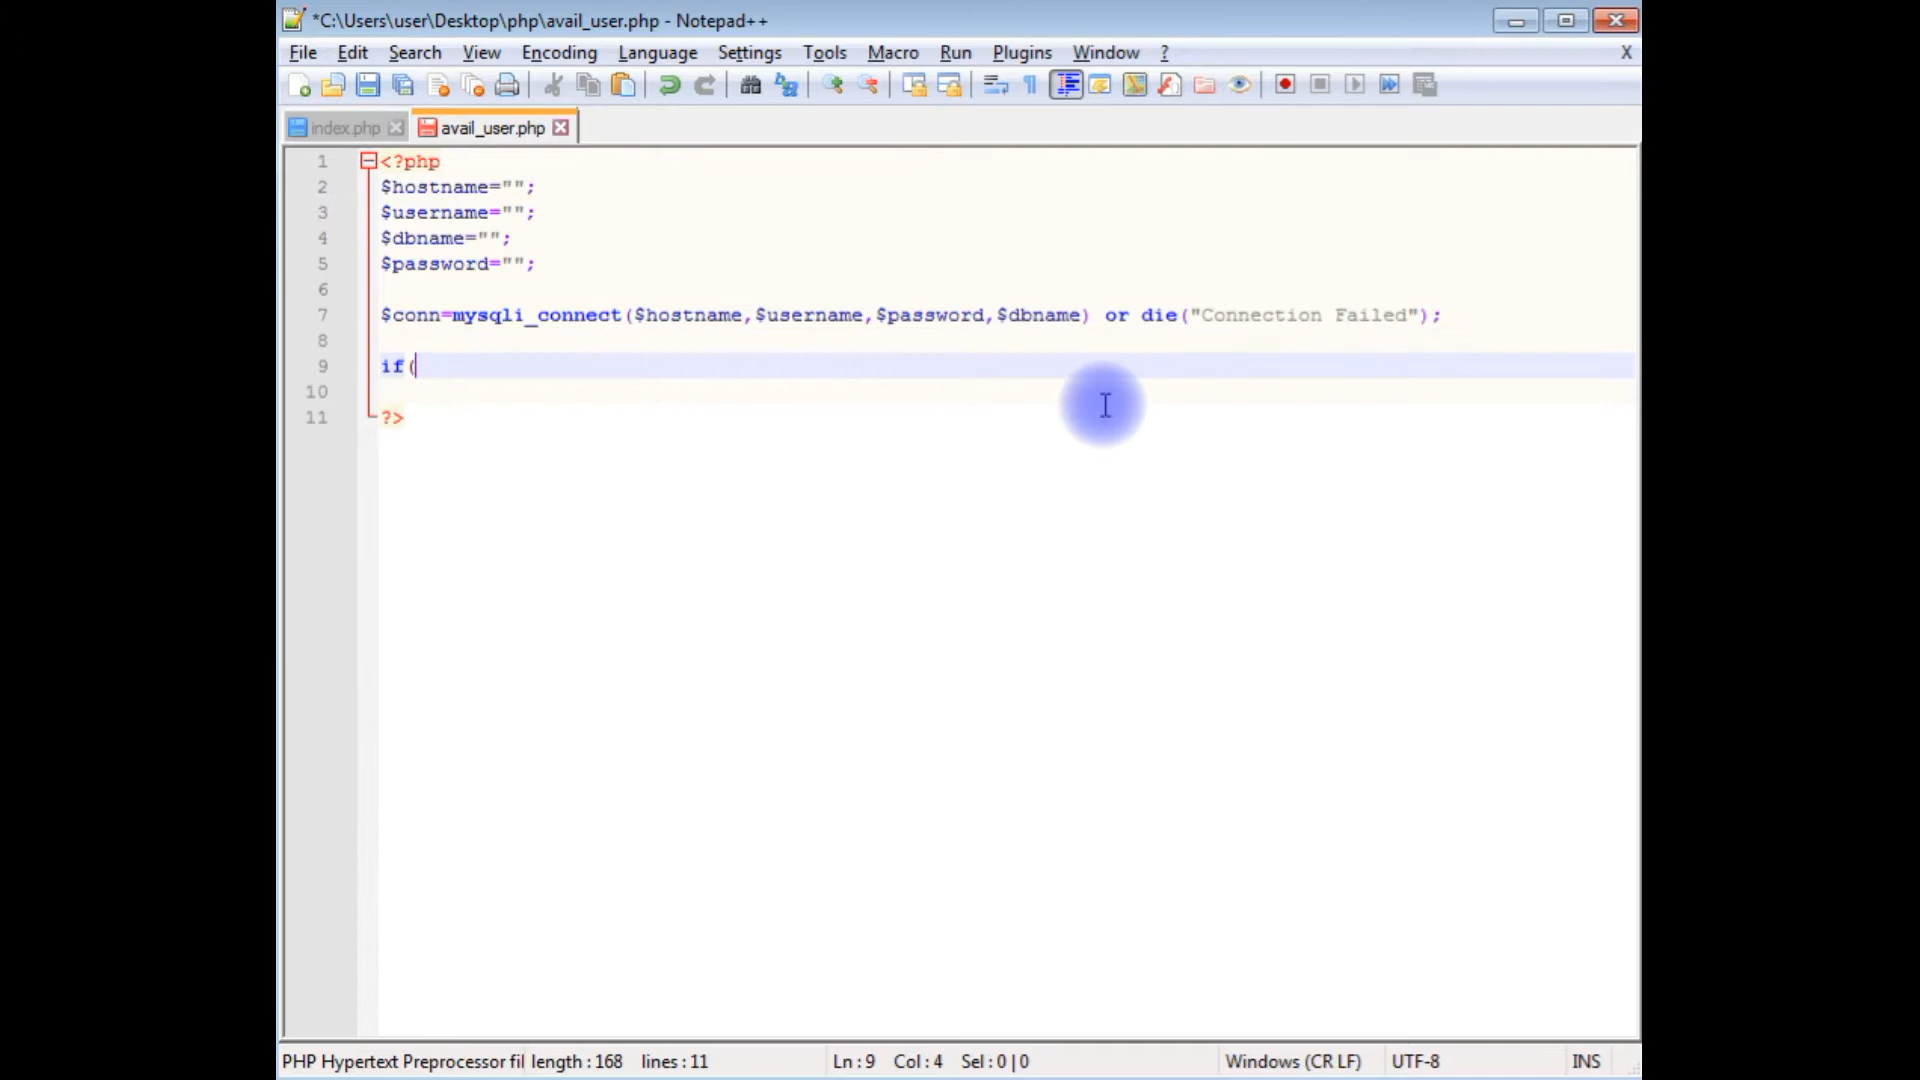 *C:\Users\user\Desktop\php\avail_user.php - Notepad++
File Edit Search View Encoding Language Settings Tools Macro Run Plugins Window ? X
index.php avail_user.php
1 <?php
2 $hostname="";
3 $username="";
4 $dbname="";
5 $password="";
6
7 $conn=mysqli_connect($hostname,$username,$password,$dbname) or die("Connection Failed");
8
9 if(
10
11 ?>
PHP Hypertext Preprocessor fil length : 168 lines : 11 Ln : 9 Col : 4 Sel : 0 | 0 Windows (CR LF) UTF-8 INS